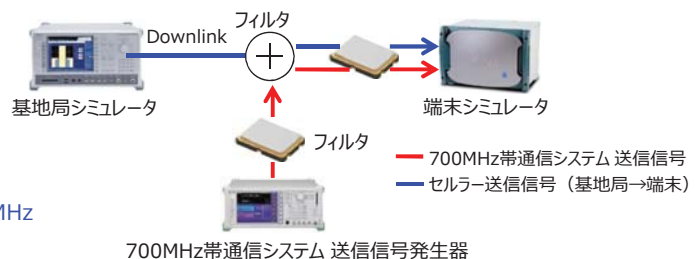 フィルタ
Downlink
基地局シミュレータ
端末シミュレータ
フィルタ
700MHz帯通信システム 送信信号
セルラー送信信号（基地局→端末）
MHz
700MHz帯通信システム 送信信号発生器